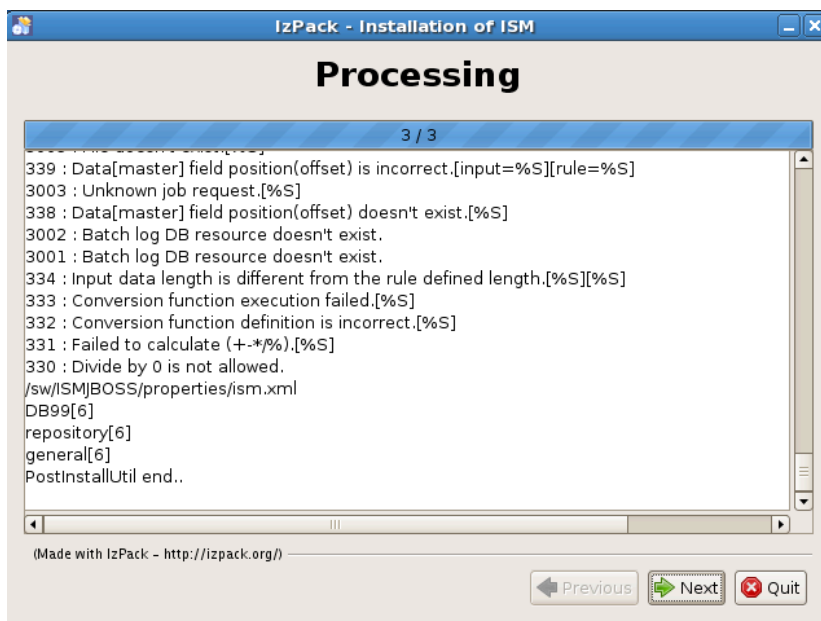 IzPack - Installation of ISM
Processing
3 / 3
339 : Data[master] field position(offset) is incorrect.[input=%S][rule=%S]
3003 : Unknown job request.[%S]
338 : Data[master] field position(offset) doesn't exist.[%S]
3002 : Batch log DB resource doesn't exist.
3001 : Batch log DB resource doesn't exist.
334 : Input data length is different from the rule defined length.[%S][%S]
333 : Conversion function execution failed.[%S]
332 : Conversion function definition is incorrect.[%S]
331 : Failed to calculate (+-*/%).[%S]
330 : Divide by 0 is not allowed.
/sw/ISMJBOSS/properties/ism.xml
DB99[6]
repository[6]
general[6]
PostInstallUtil end..
(Made with IzPack - http://izpack.org/)
Previous Next Quit